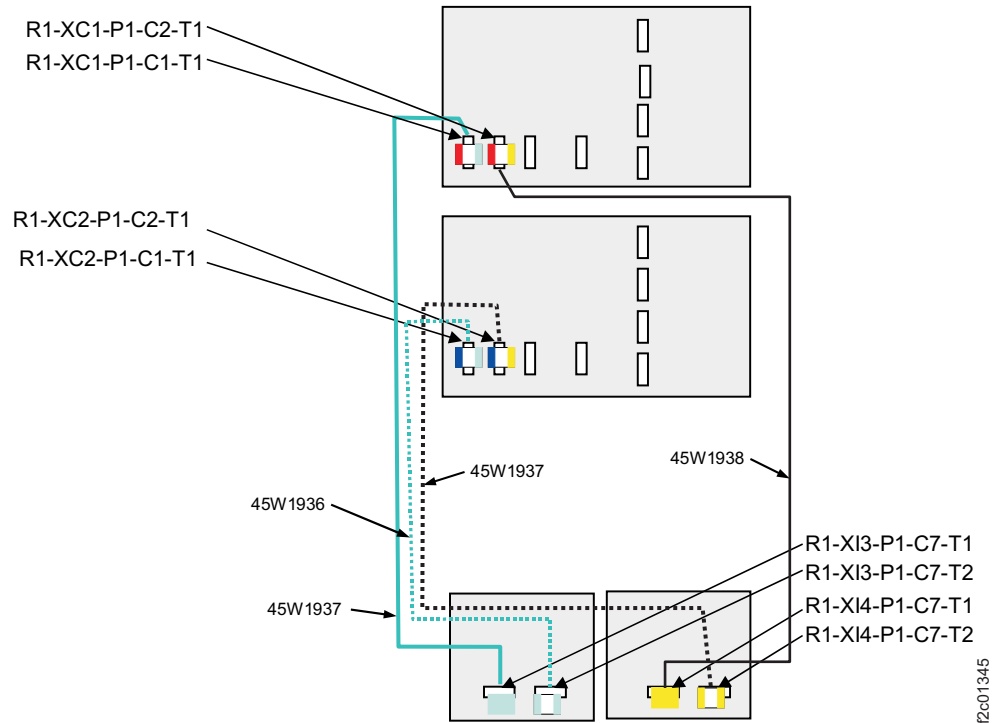 R1-XC1-P1-C2-T1
R1-XC1-P1-C1-T1
R1-XC2-P1-C2-T1
R1-XC2-P1-C1-T1
45W1937
45W1938
45W1936
R1-XI3-P1-C7-T1
R1-XI3-P1-C7-T2
R1-XI4-P1-C7-T1
45W1937
R1-XI4-P1-C7-T2
f2c01345